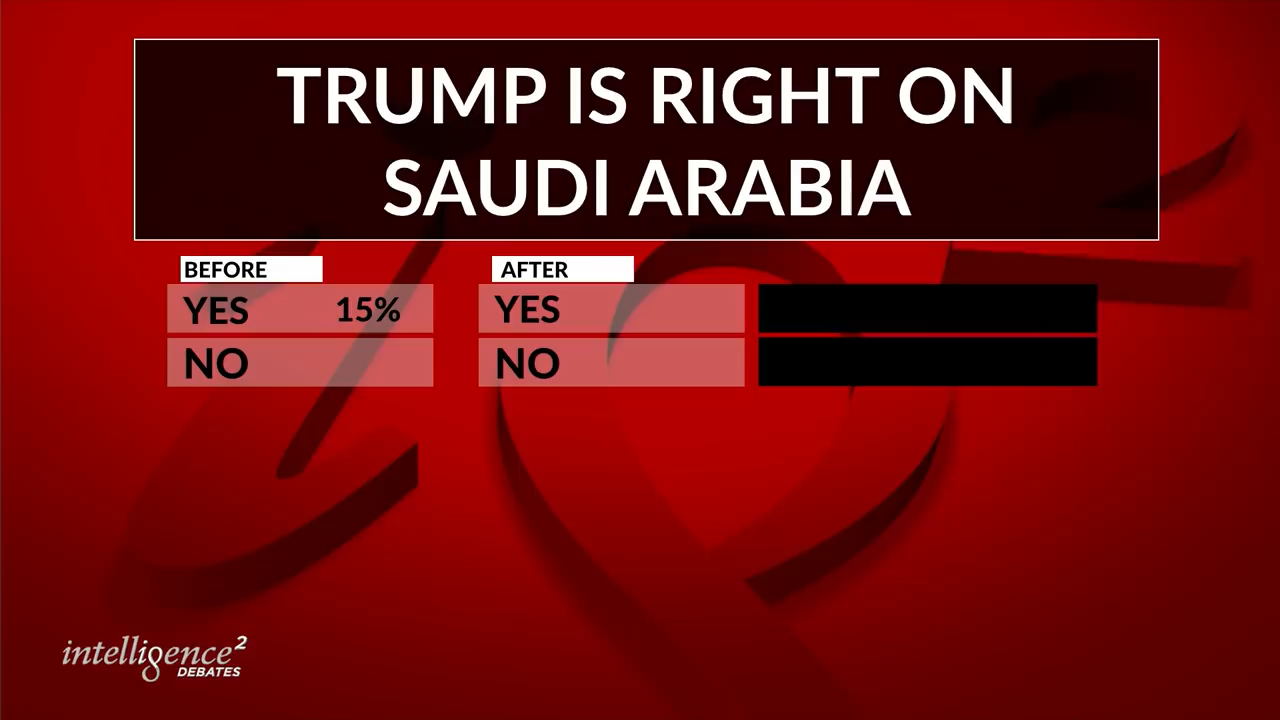 TRUMP IS RIGHT ON
SAUDI ARABIA
BEFORE
YES 15%
NO
AFTER
YES
NO
intelligence²
DEBATES